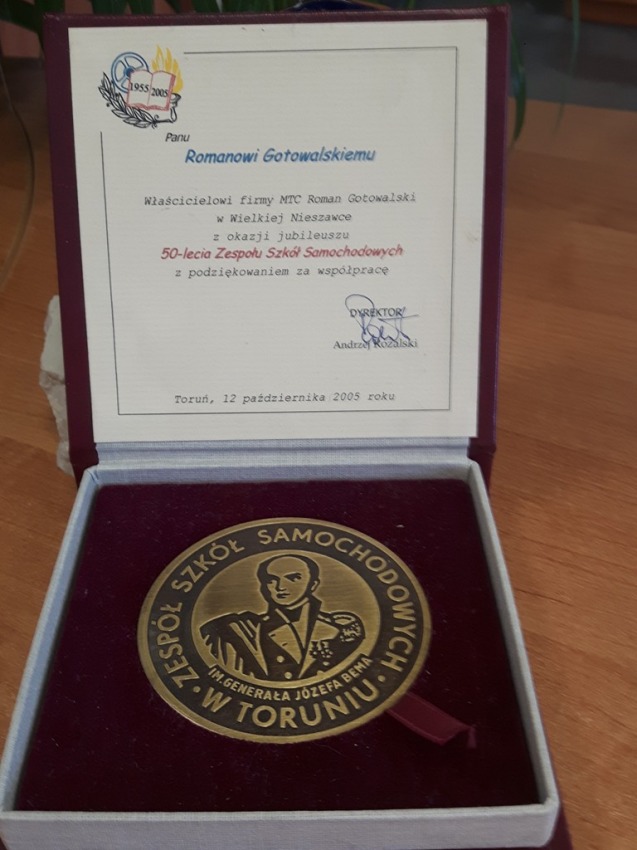 1955 2005
Panu
Romanowi Gotowalskiemu
Właścicielowi firmy MTC Roman Gotowalski
w Wielkiej Nieszawce
z okazji jubileuszu
50-lecia Zespołu Szkół Samochodowych
z podziękowaniem za współpracę
DYREKTOR
Andrzej Kozalski
Toruń, 12 października 2005 roku
ZESPÓŁ SZKÓŁ SAMOCHODOWYCH
IM. GENERAŁA JÓZEFA BEMA
W TORUNIU